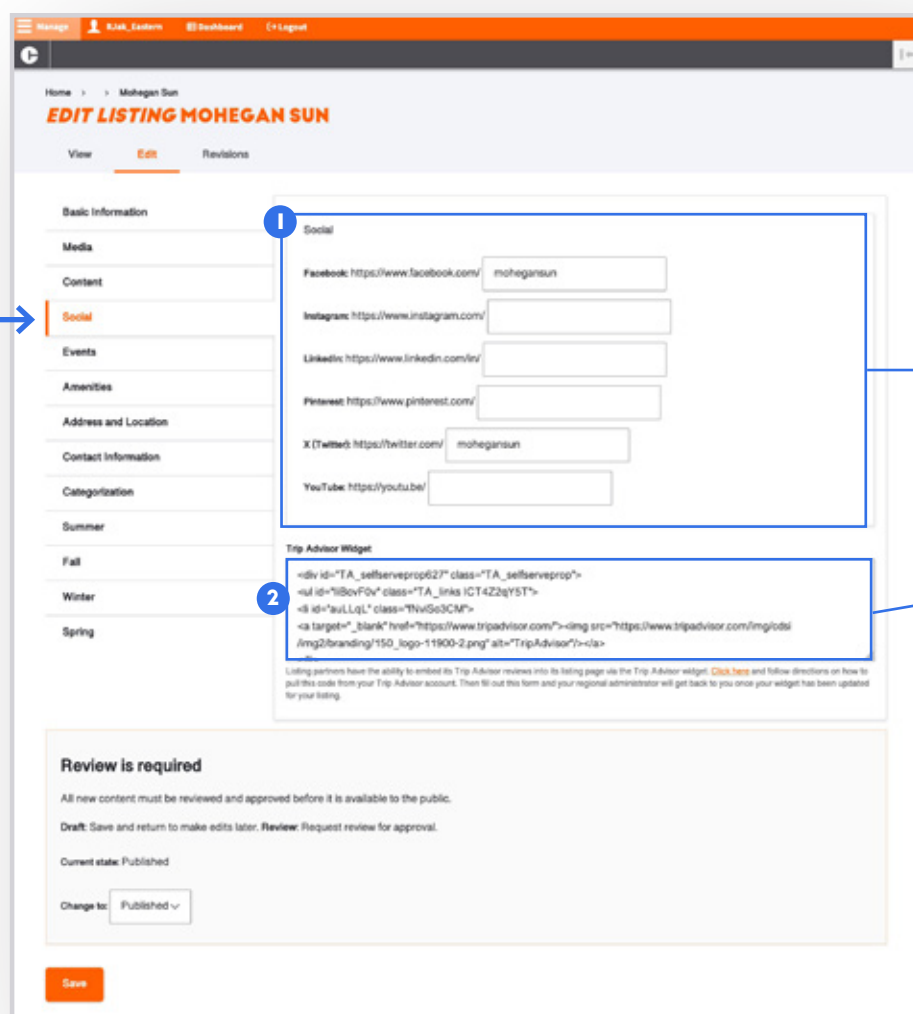 Manage RJak_Eastern Dashboard Logout
C
Home > > Mohegan Sun
EDIT LISTING MOHEGAN SUN
View Edit Revisions
Basic Information
Media
Content
Social
Events
Amenities
Address and Location
Contact Information
Categorization
Summer
Fall
Winter
Spring
1
Social
Facebook: https://www.facebook.com/ mohegansun
Instagram: https://www.instagram.com/
LinkedIn: https://www.linkedin.com/in/
Pinterest: https://www.pinterest.com/
X (Twitter): https://twitter.com/ mohegansun
YouTube: https://youtu.be/
Trip Advisor Widget
2
<div id="TA_selfserveprop627" class="TA_selfserveprop">
<ul id="liBovF0v" class="TA_links ICT4Z2qY5T">
<li id="auLLqL" class="fNviSo3CM">
<a target="_blank" href="https://www.tripadvisor.com/"><img src="https://www.tripadvisor.com/img/cdsi
/img2/branding/150_logo-11900-2.png" alt="TripAdvisor"/></a>
Listing partners have the ability to embed its Trip Advisor reviews into its listing page via the Trip Advisor widget. Click here and follow directions on how to
pull this code from your Trip Advisor account. Then fill out this form and your regional administrator will get back to you once your widget has been updated
for your listing.
Review is required
All new content must be reviewed and approved before it is available to the public.
Draft: Save and return to make edits later. Review: Request review for approval.
Current state: Published
Change to: Published
Save